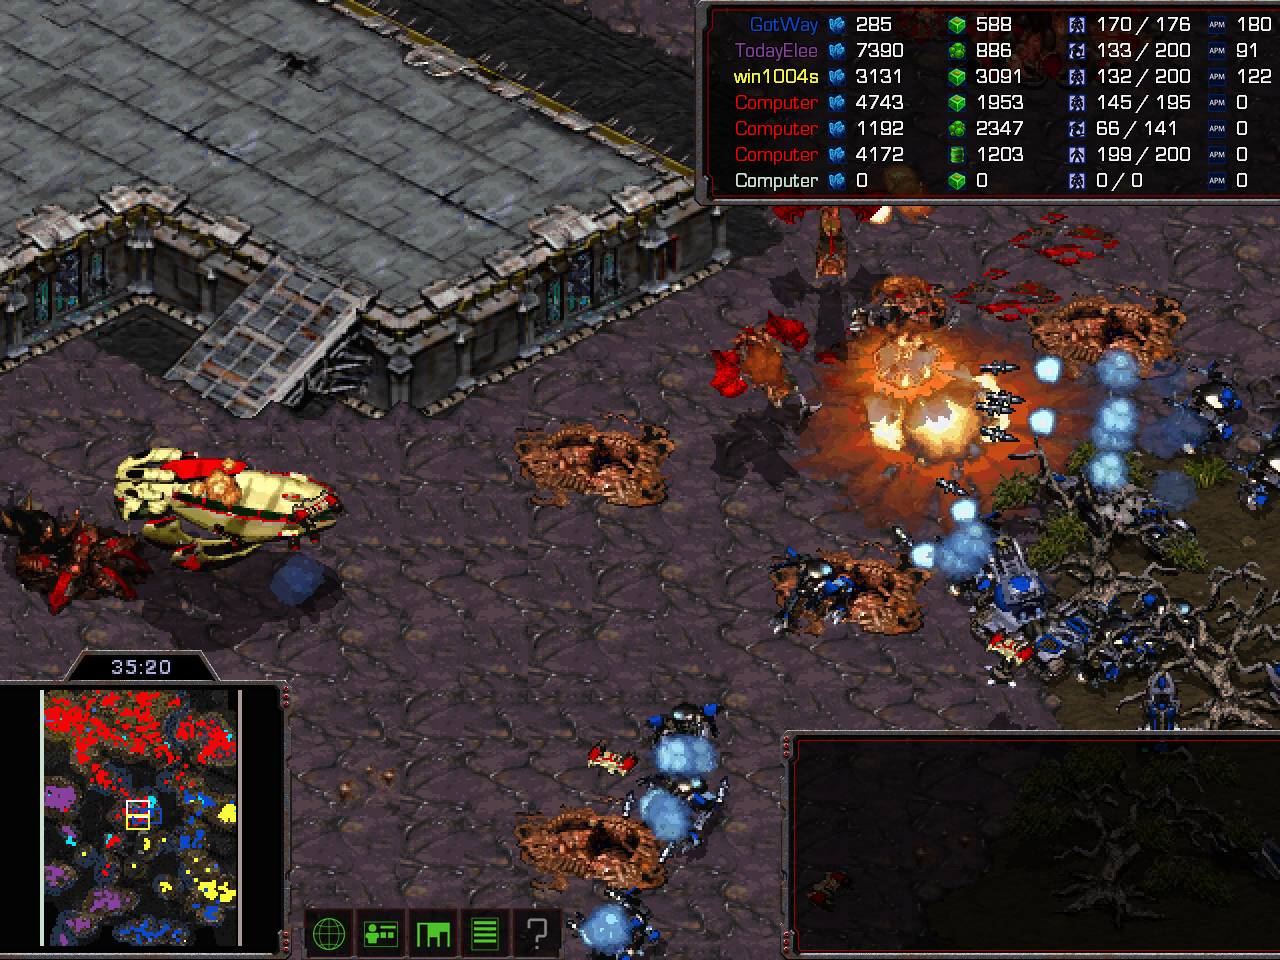 GotWay 285 588 170 / 176 APM 180
TodayElee 7390 886 133 / 200 APM 91
win1004s 3131 3091 132 / 200 APM 122
Computer 4743 1953 145 / 195 APM 0
Computer 1192 2347 66 / 141 APM 0
Computer 4172 1203 199 / 200 APM 0
Computer 0 0 0 / 0 APM 0
35:20
?